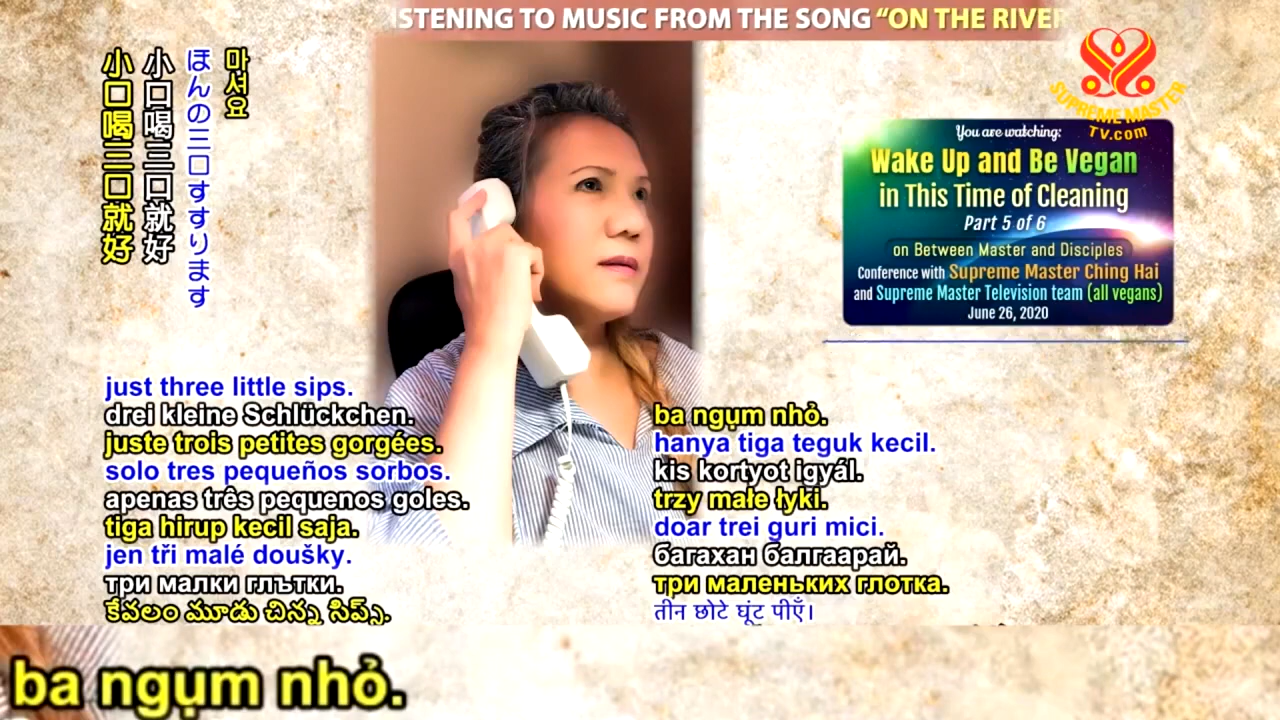 STENING TO MUSIC FROM THE SONG “ON THE RIVER
SUPREME MASTER
TV.com
마셔요
ほんの三口すすります
小口喝三口就好
小口喝三口就好
You are watching:
Wake Up and Be Vegan
in This Time of Cleaning
Part 5 of 6
on Between Master and Disciples
Conference with Supreme Master Ching Hai
and Supreme Master Television team (all vegans)
June 26, 2020
just three little sips.
drei kleine Schlückchen.
juste trois petites gorgées.
solo tres pequeños sorbos.
apenas três pequenos goles.
tiga hirup kecil saja.
jen tři malé doušky.
три малки глътки.
కేవలం మూడు చిన్న సిప్స్.
ba ngụm nhỏ.
hanya tiga teguk kecil.
kis kortyot igyál.
trzy małe łyki.
doar trei guri mici.
багахан балгаарай.
три маленьких глотка.
तीन छोटे घूंट पीएँ।
ba ngụm nhỏ.